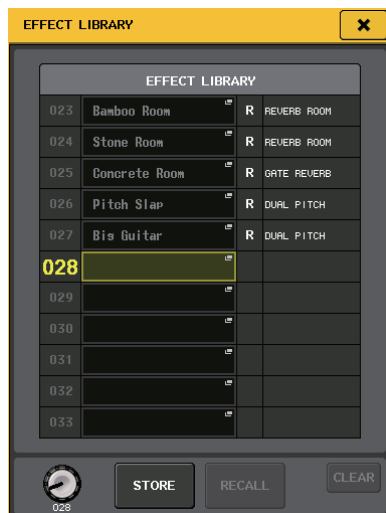 EFFECT LIBRARY
EFFECT LIBRARY
023 Bamboo Room R REVERB ROOM
024 Stone Room R REVERB ROOM
025 Concrete Room R GATE REVERB
026 Pitch Slap R DUAL PITCH
027 Big Guitar R DUAL PITCH
028
029
030
031
032
033
STORE RECALL CLEAR
028